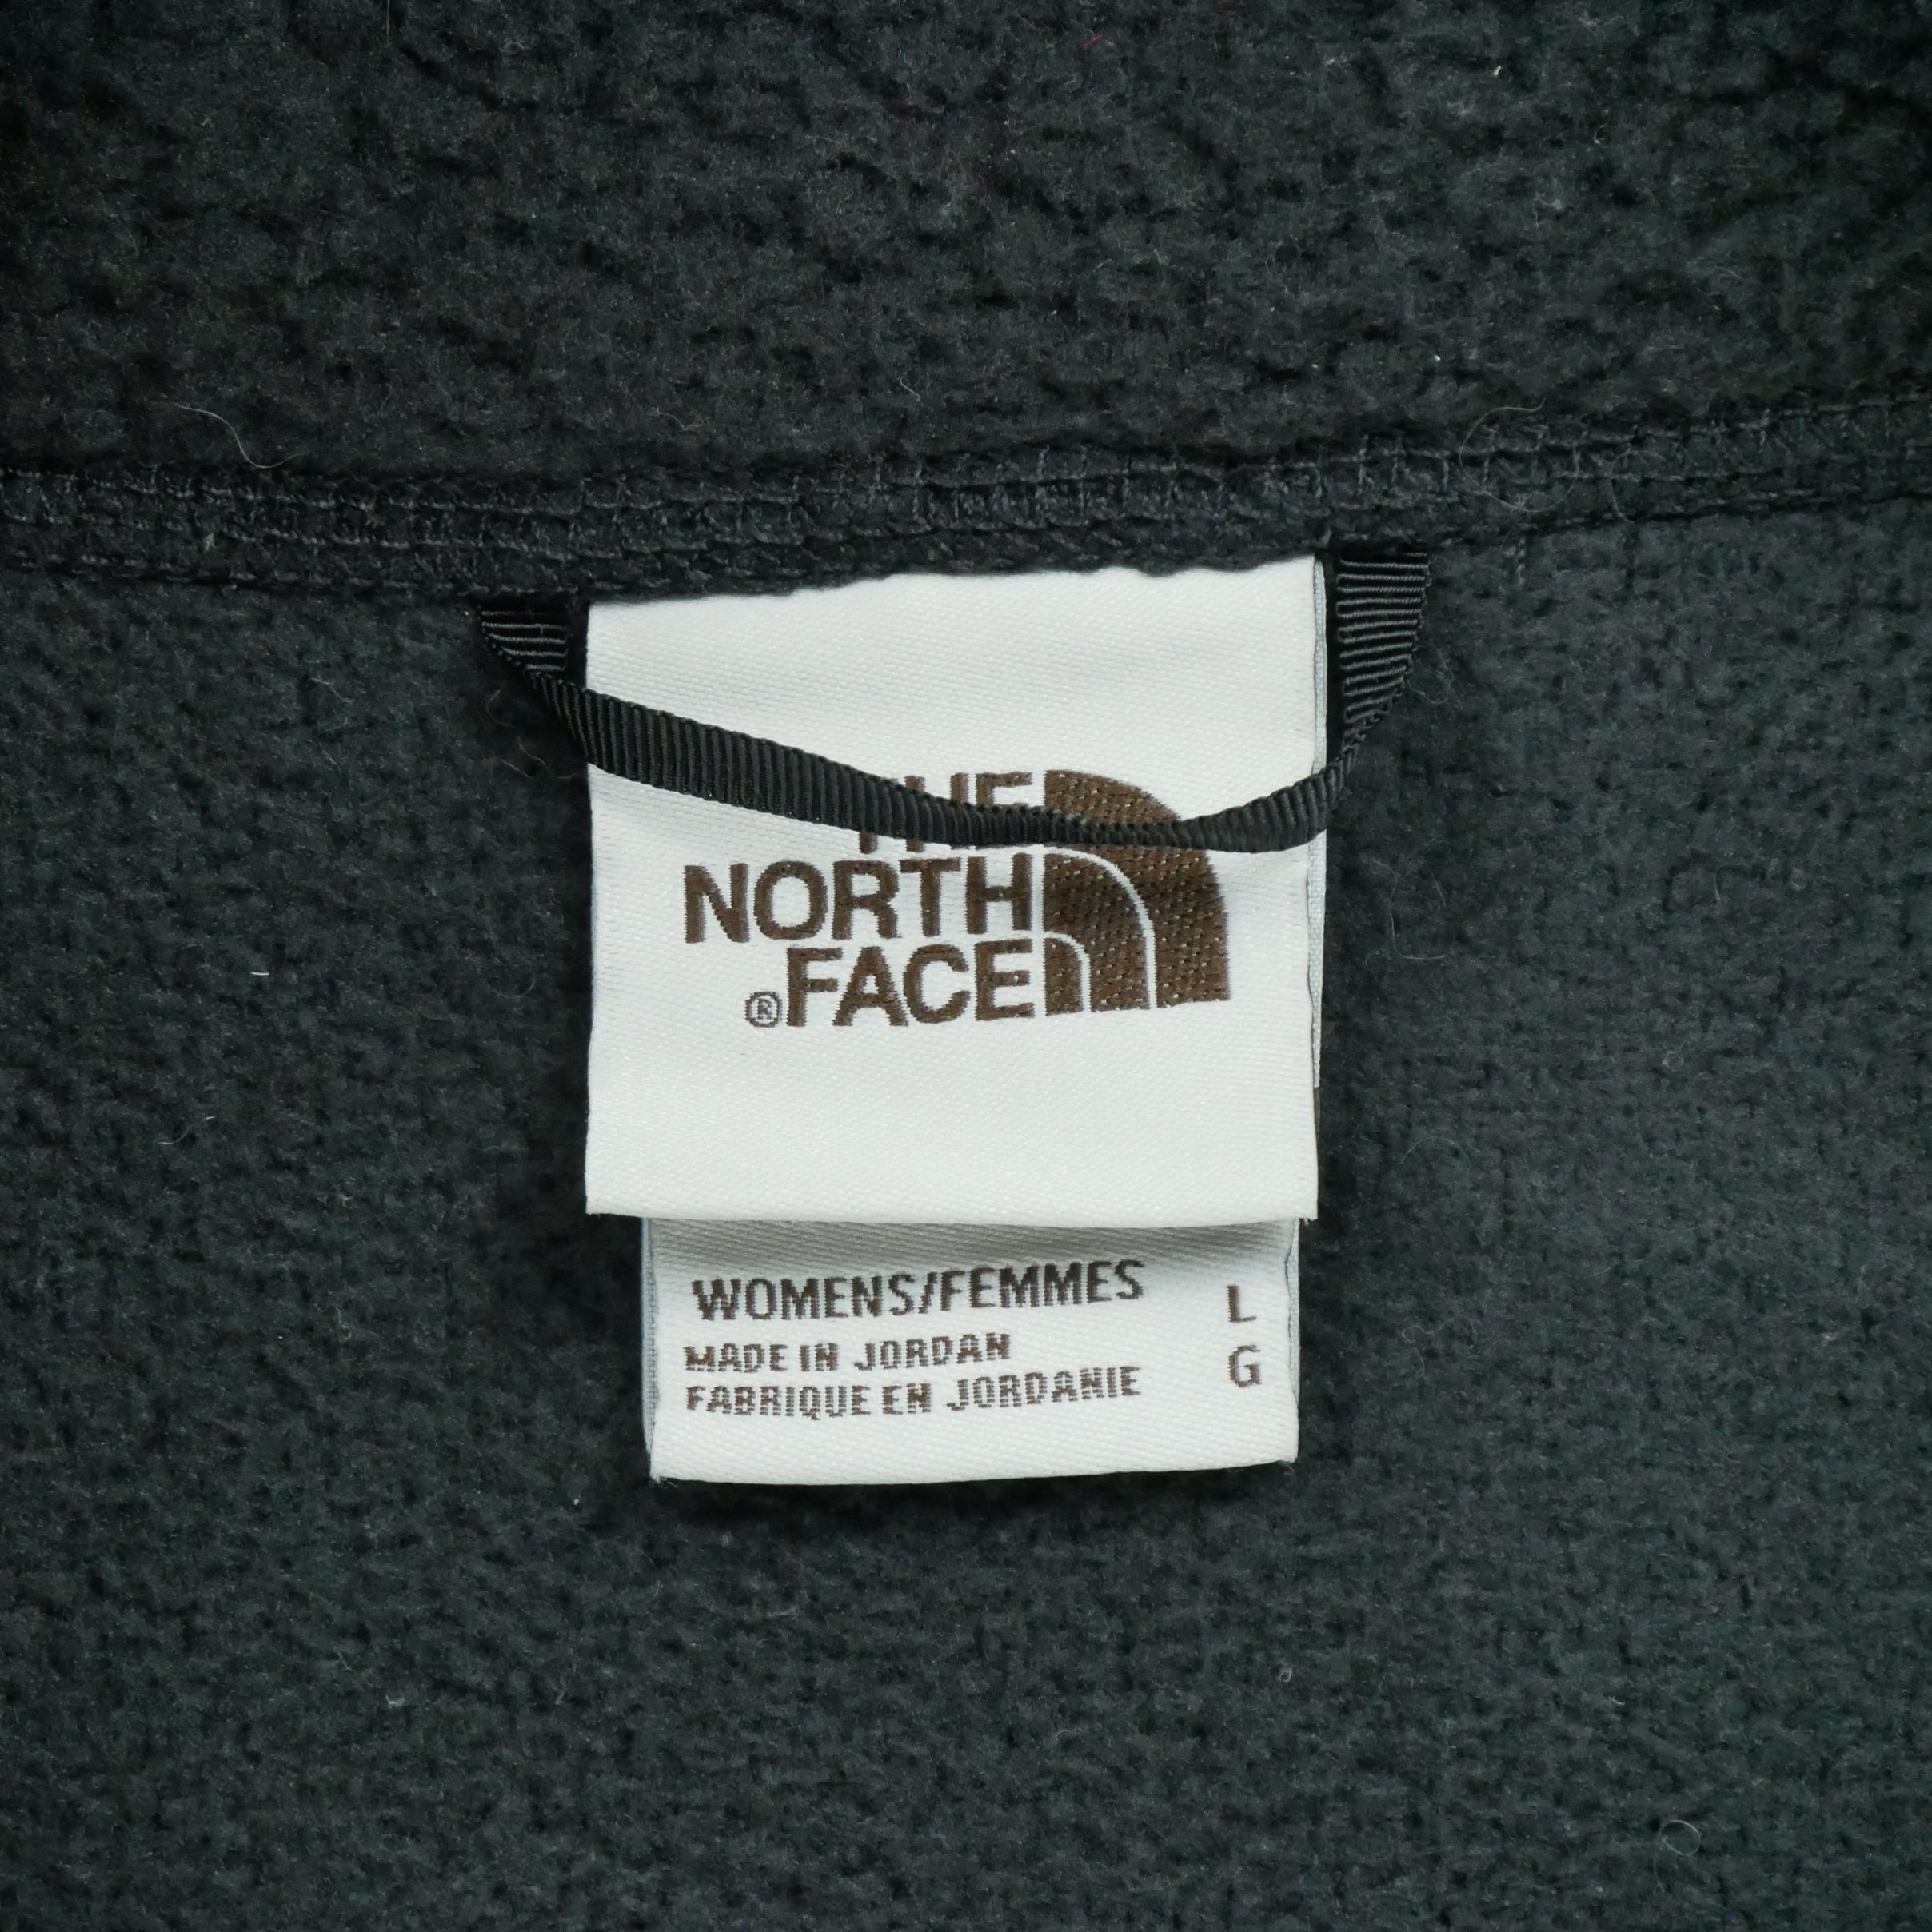 THE
NORTH
®FACE
WOMENS/FEMMES L
MADE IN JORDAN
FABRIQUE EN JORDANIE G